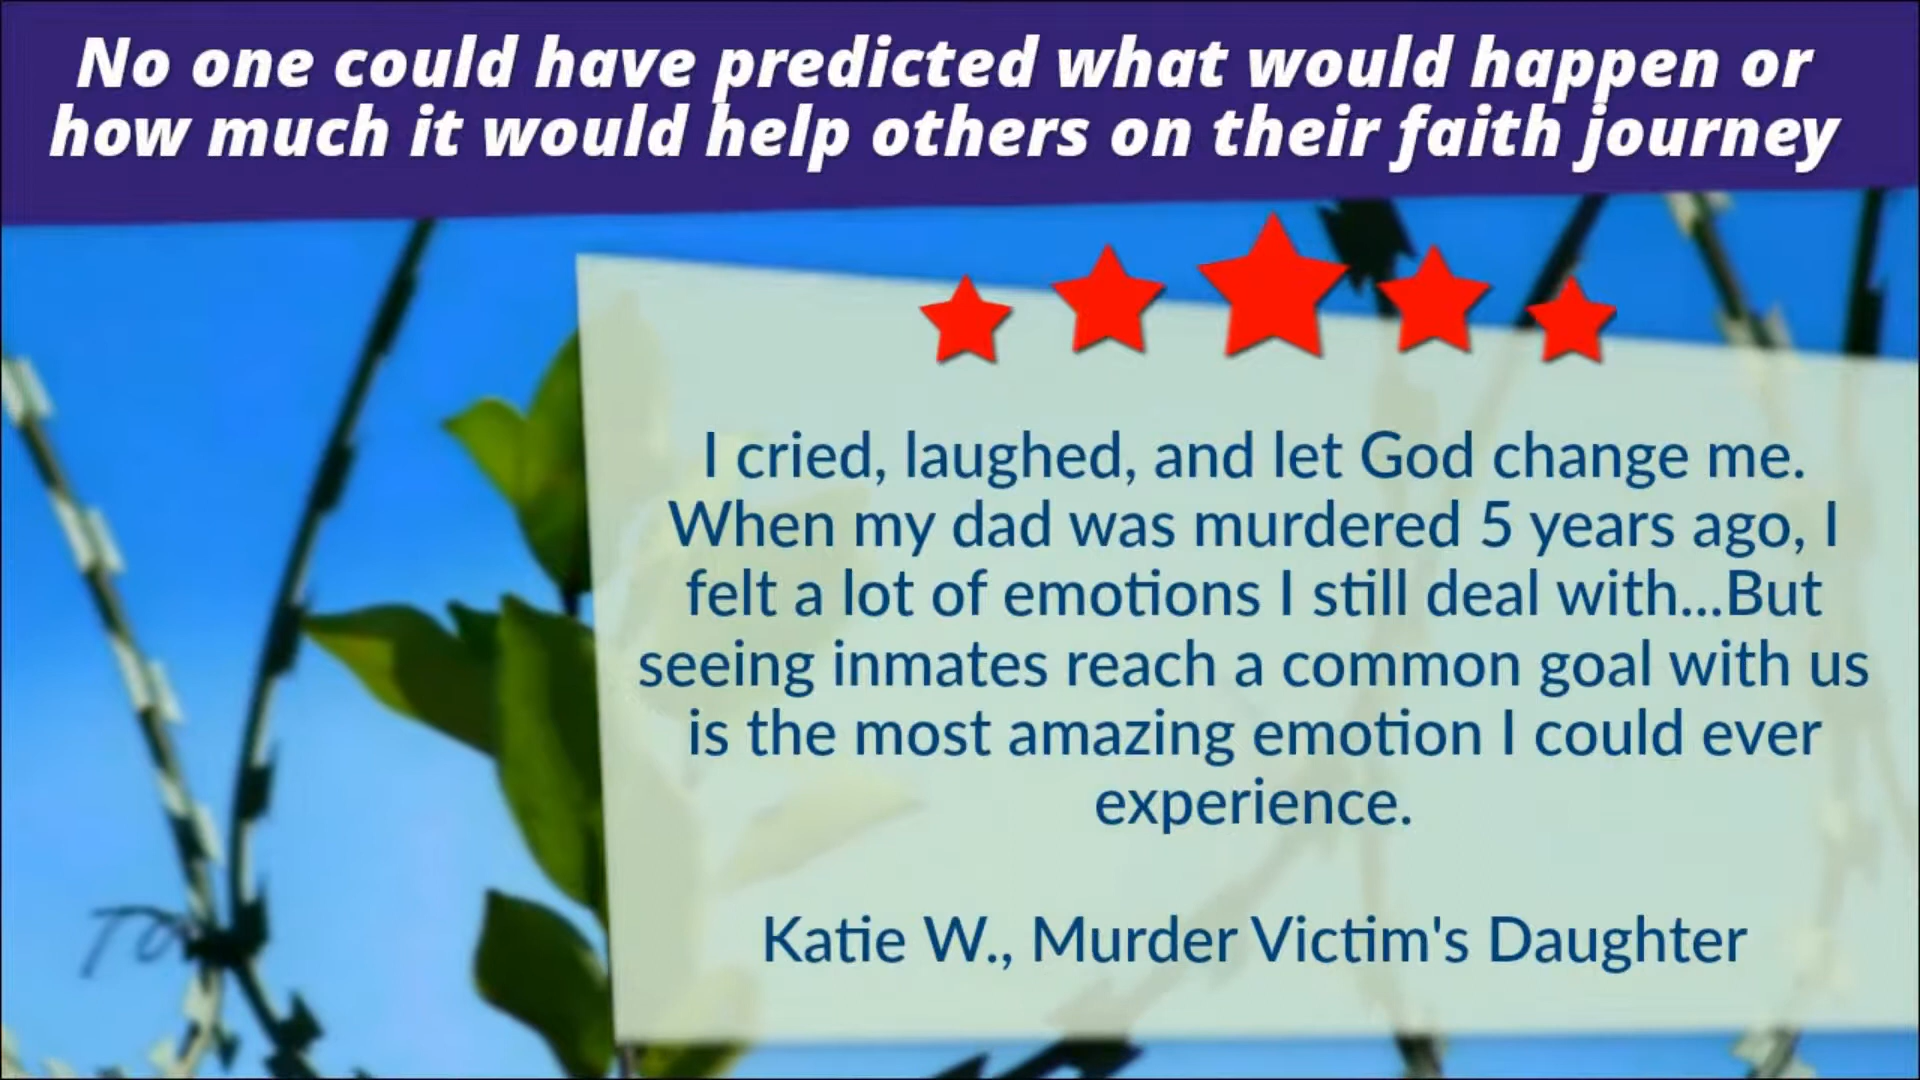 No one could have predicted what would happen or
how much it would help others on their faith journey
I cried, laughed, and let God change me.
When my dad was murdered 5 years ago, I
felt a lot of emotions I still deal with...But
seeing inmates reach a common goal with us
is the most amazing emotion I could ever
experience.
Katie W., Murder Victim's Daughter
To